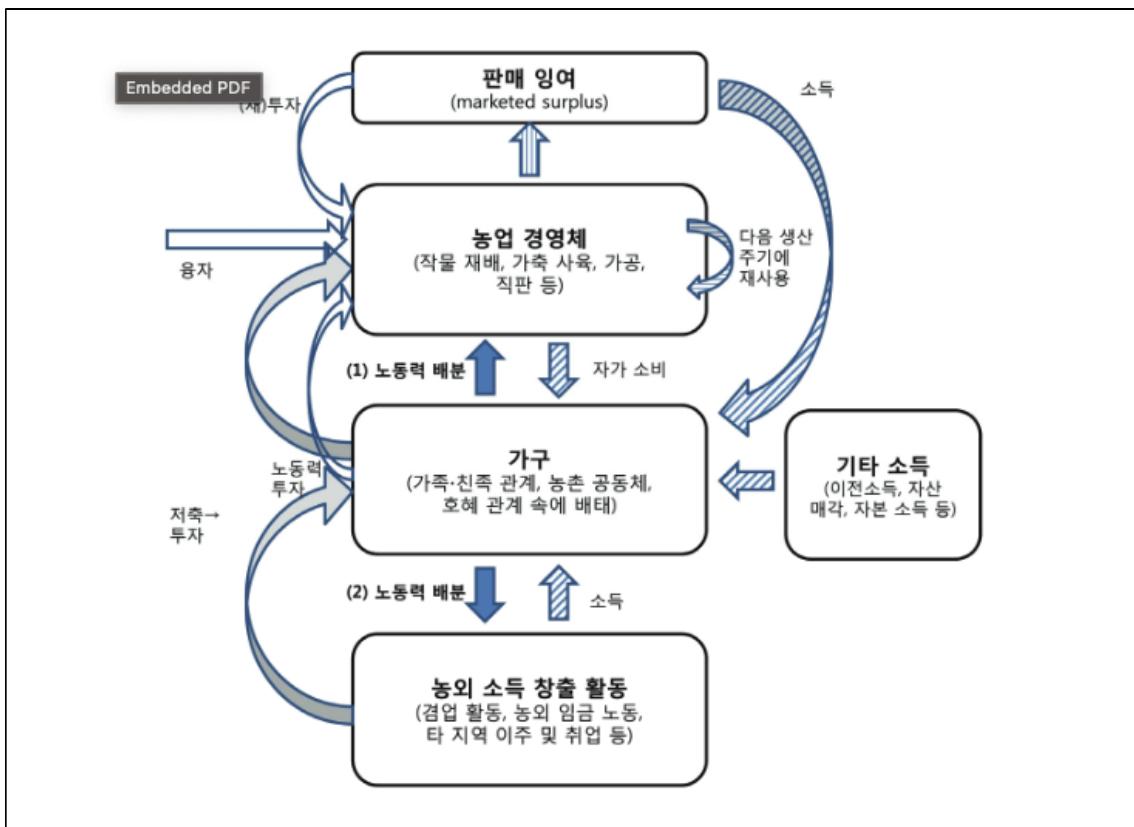 판매 잉여
(marketed surplus)
Embedded PDF
(재)투자
소득
농업 경영체
(작물 재배, 가축 사육, 가공,
직판 등)
다음 생산
주기에
재사용
융자
(1) 노동력 배분
자가 소비
가구
(가족·친족 관계, 농촌 공동체,
호혜 관계 속에 배태)
기타 소득
(이전소득, 자산
매각, 자본 소득 등)
노동력
투자
저축→
투자
(2) 노동력 배분
소득
농외 소득 창출 활동
(겸업 활동, 농외 임금 노동,
타 지역 이주 및 취업 등)